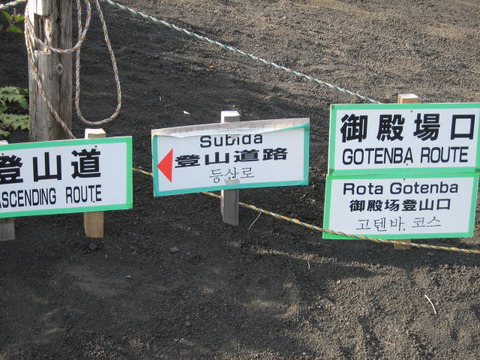 登山道
ASCENDING ROUTE
Subida
登山道路
등산로
御殿場口
GOTENBA ROUTE
Rota Gotenba
御殿场登山口
고텐바 코스